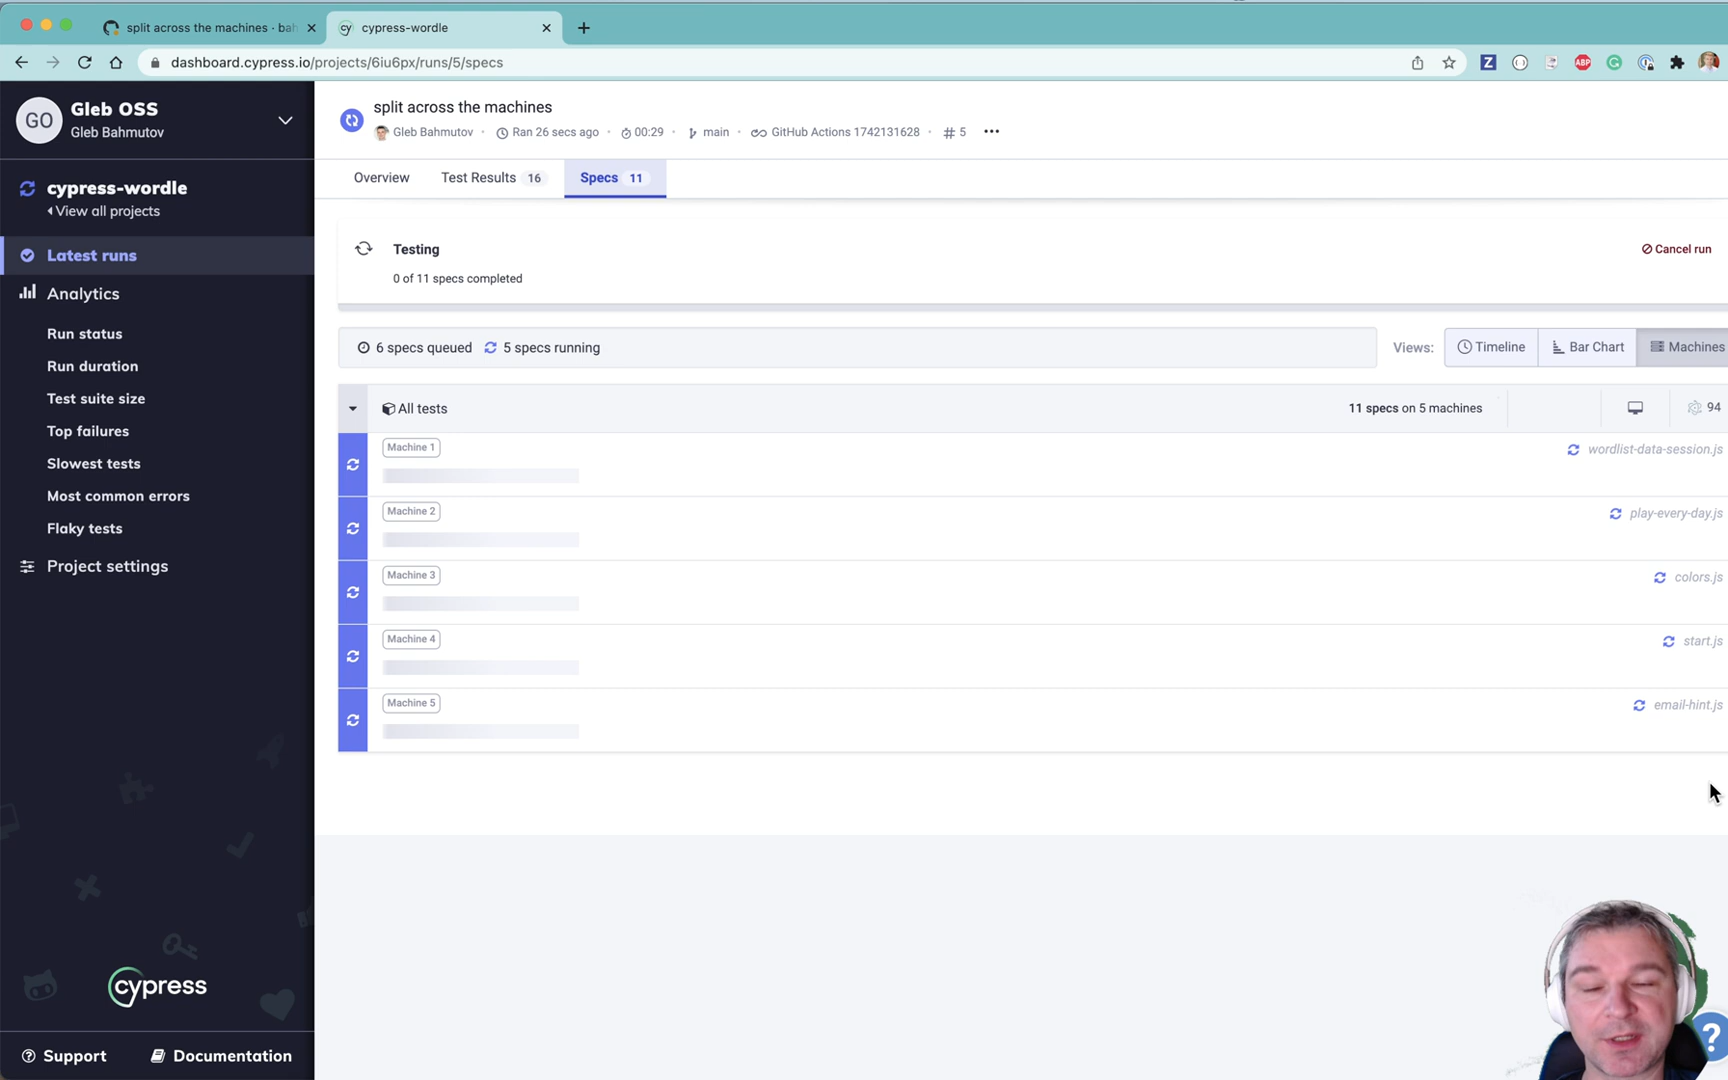 split across the machines · bah
cypress-wordle
dashboard.cypress.io/projects/6iu6px/runs/5/specs
Z
ABP
GO
Gleb OSS
Gleb Bahmutov
cypress-wordle
View all projects
Latest runs
Analytics
Run status
Run duration
Test suite size
Top failures
Slowest tests
Most common errors
Flaky tests
Project settings
cypress
Support
Documentation
split across the machines
Gleb Bahmutov · Ran 26 secs ago · 00:29 · main · GitHub Actions 1742131628 · # 5 •••
Overview
Test Results 16
Specs 11
Testing
Cancel run
0 of 11 specs completed
6 specs queued 5 specs running
Views: Timeline Bar Chart Machines
All tests
11 specs on 5 machines
94
Machine 1
wordlist-data-session.js
Machine 2
play-every-day.js
Machine 3
colors.js
Machine 4
start.js
Machine 5
email-hint.js
?